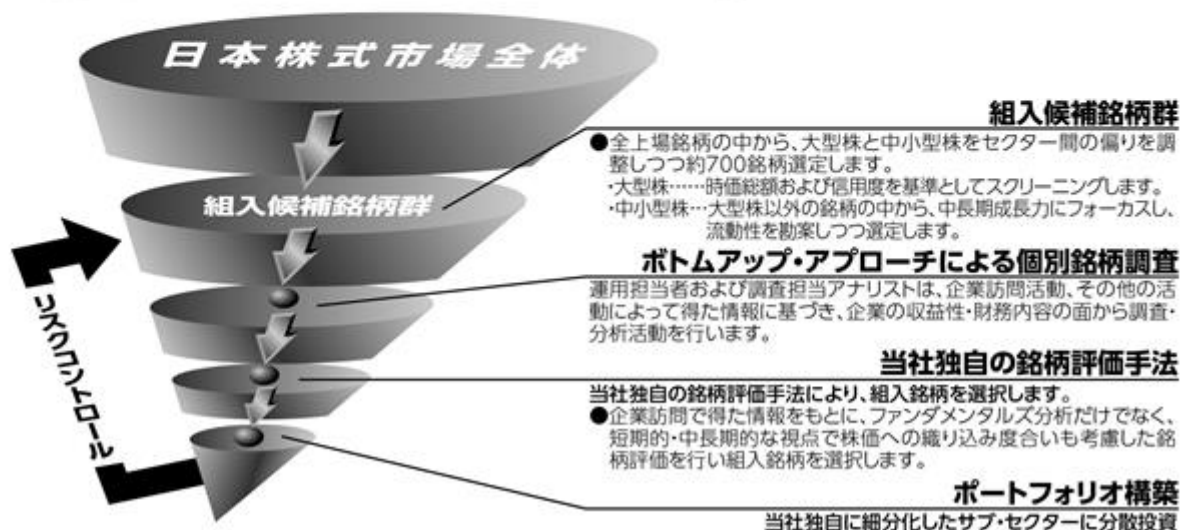 日本株式市場全体
組入候補銘柄群
リスクコントロール
組入候補銘柄群
●全上場銘柄の中から、大型株と中小型株をセクター間の偏りを調
整しつつ約700銘柄選定します。
・大型株……時価総額および信用度を基準としてスクリーニングします。
・中小型株…大型株以外の銘柄の中から、中長期成長力にフォーカスし、
流動性を勘案しつつ選定します。
ボトムアップ・アプローチによる個別銘柄調査
運用担当者および調査担当アナリストは、企業訪問活動、その他の活
動によって得た情報に基づき、企業の収益性・財務内容の面から調査・
分析活動を行います。
当社独自の銘柄評価手法
当社独自の銘柄評価手法により、組入銘柄を選択します。
●企業訪問で得た情報をもとに、ファンダメンタルズ分析だけでなく、
短期的・中長期的な視点で株価への織り込み度合いも考慮した銘
柄評価を行い組入銘柄を選択します。
ポートフォリオ構築
当社独自に細分化したサブ・セクターに分散投資